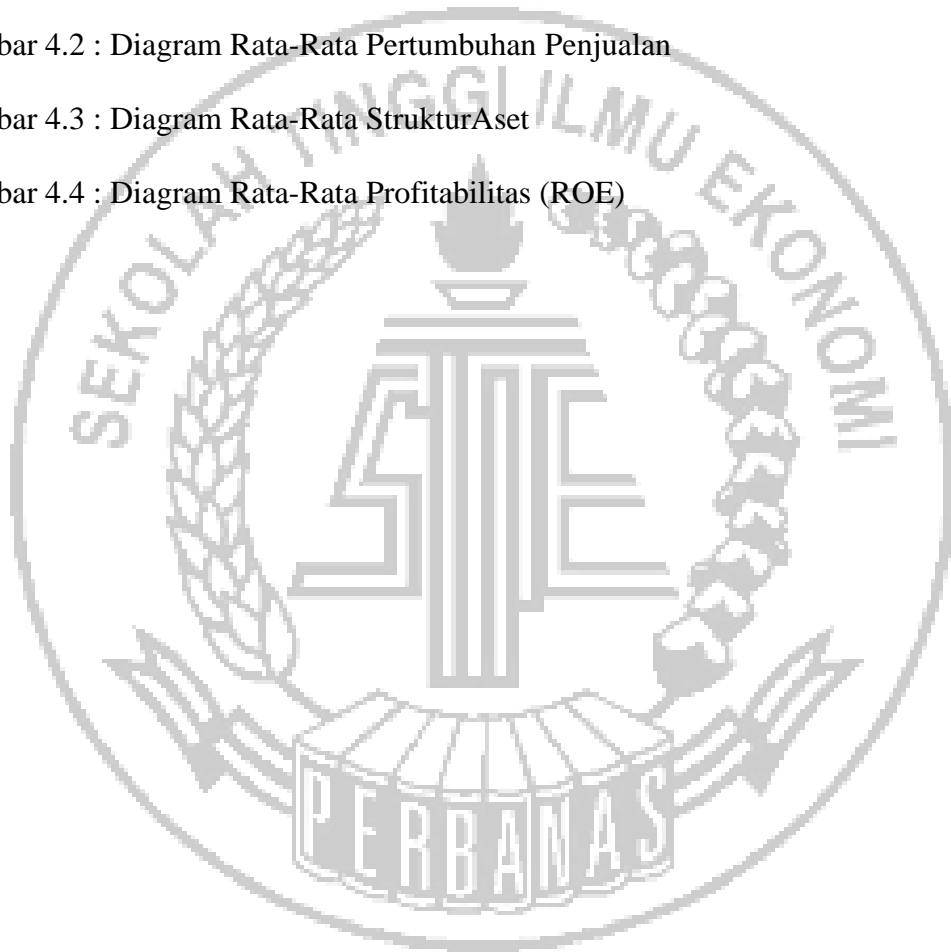 bar 4.2 : Diagram Rata-Rata Pertumbuhan Penjualan
bar 4.3 : Diagram Rata-Rata StrukturAset
bar 4.4 : Diagram Rata-Rata Profitabilitas (ROE)
SEKOLAH TINGGI ILMU EKONOMI
STIE
PERBANAS